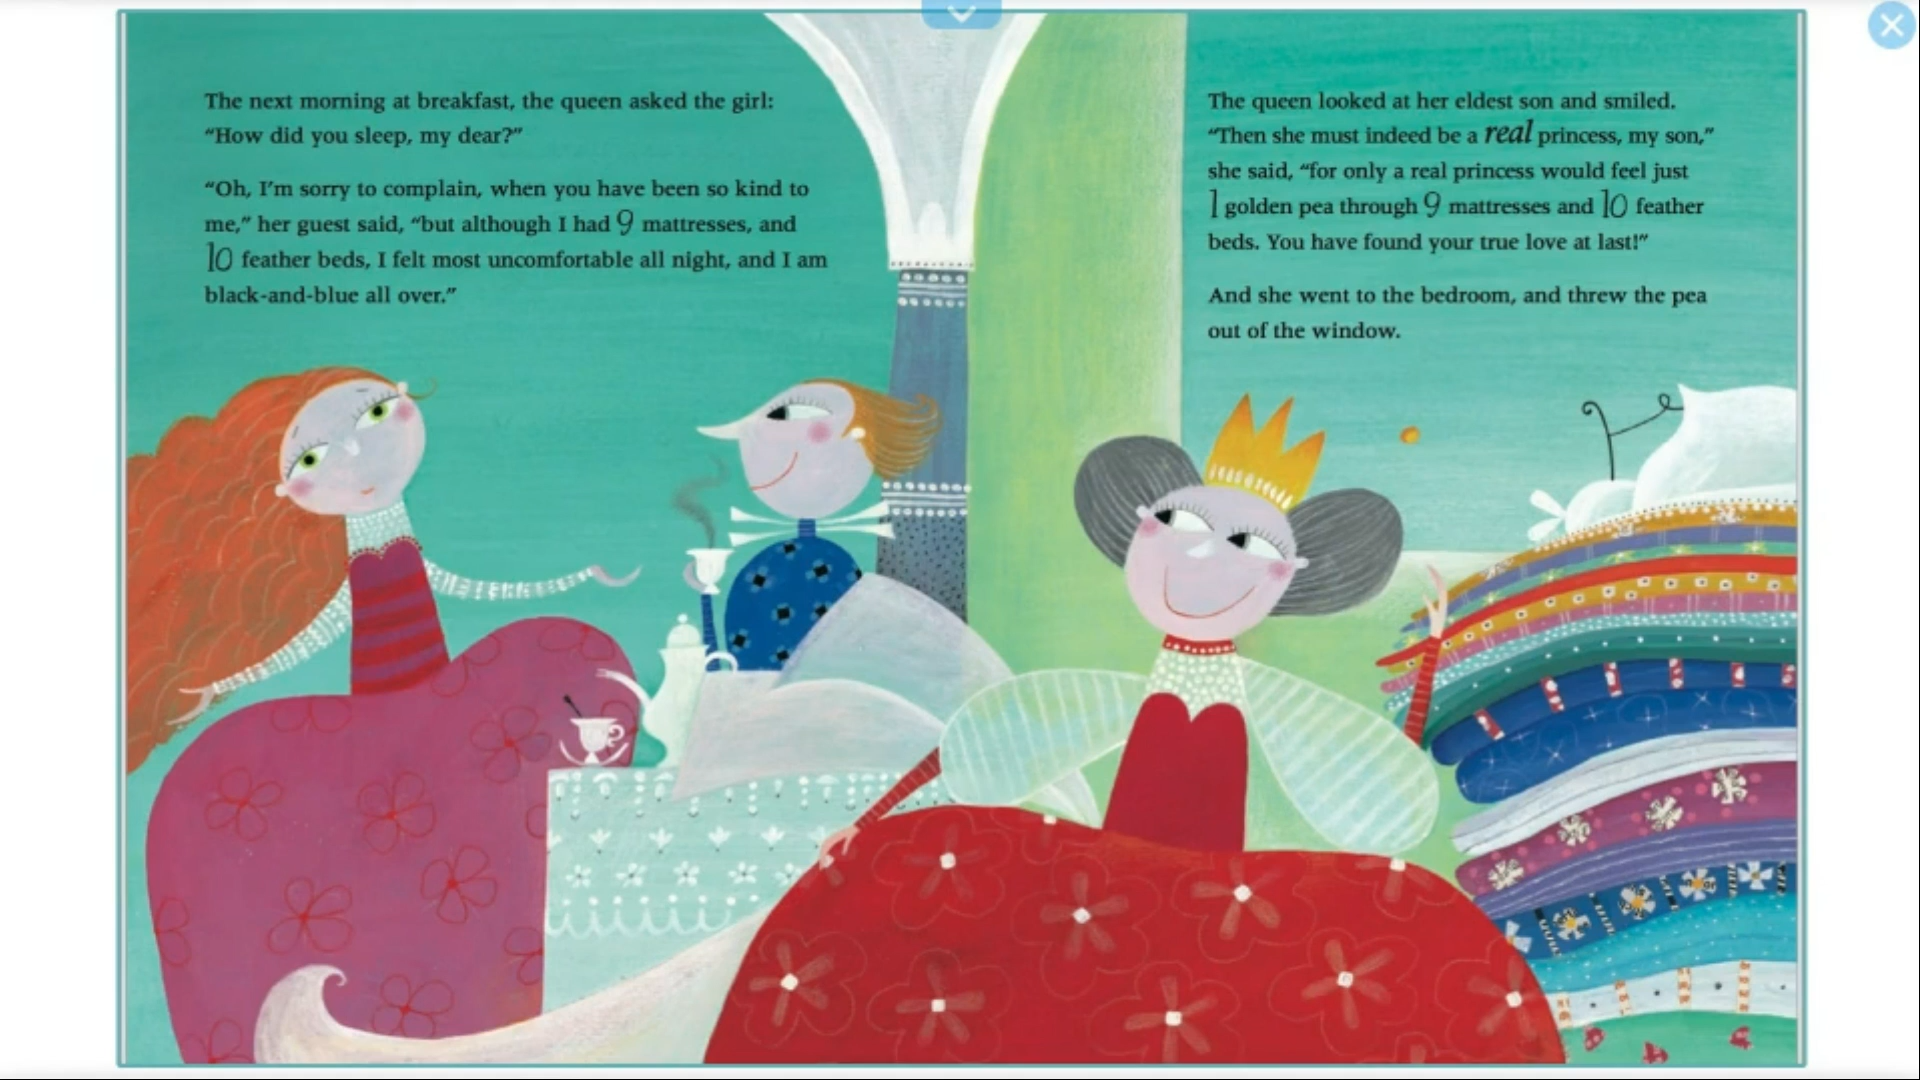 The next morning at breakfast, the queen asked the girl:
“How did you sleep, my dear?”
“Oh, I’m sorry to complain, when you have been so kind to
me,” her guest said, “but although I had 9 mattresses, and
10 feather beds, I felt most uncomfortable all night, and I am
black-and-blue all over.”
The queen looked at her eldest son and smiled.
“Then she must indeed be a real princess, my son,”
she said, “for only a real princess would feel just
1 golden pea through 9 mattresses and 10 feather
beds. You have found your true love at last!”
And she went to the bedroom, and threw the pea
out of the window.